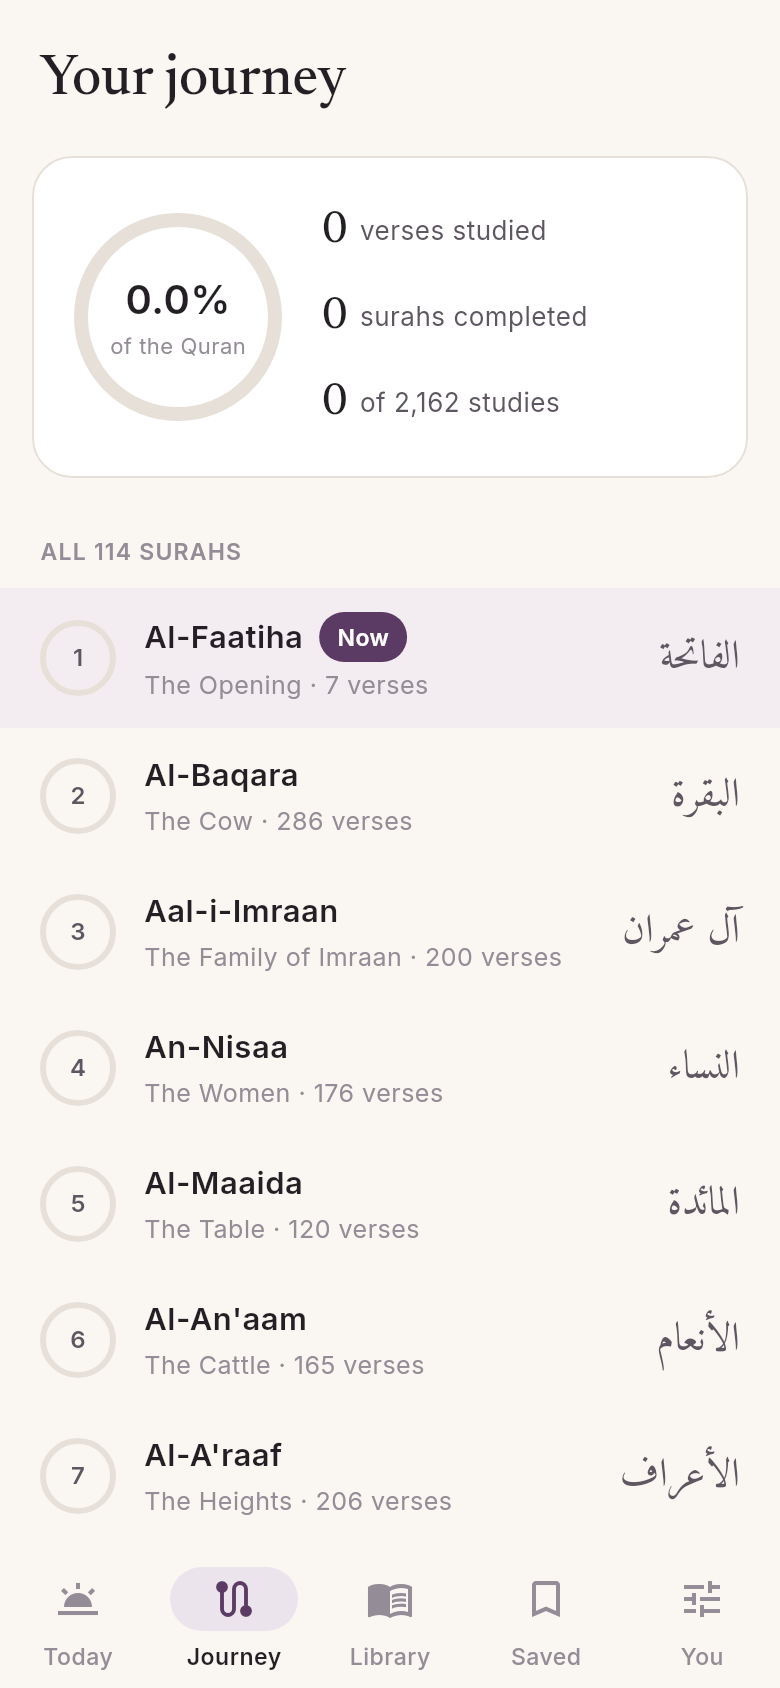 Your journey
0.0%
of the Quran
0 verses studied
0 surahs completed
0 of 2,162 studies
ALL 114 SURAHS
1
Al-Faatiha Now
The Opening · 7 verses
الفاتحة
2
Al-Baqara
The Cow · 286 verses
البقرة
3
Aal-i-Imraan
The Family of Imraan · 200 verses
آل عمران
4
An-Nisaa
The Women · 176 verses
النساء
5
Al-Maaida
The Table · 120 verses
المائدة
6
Al-An'aam
The Cattle · 165 verses
الأنعام
7
Al-A'raaf
The Heights · 206 verses
الأعراف
Today Journey Library Saved You